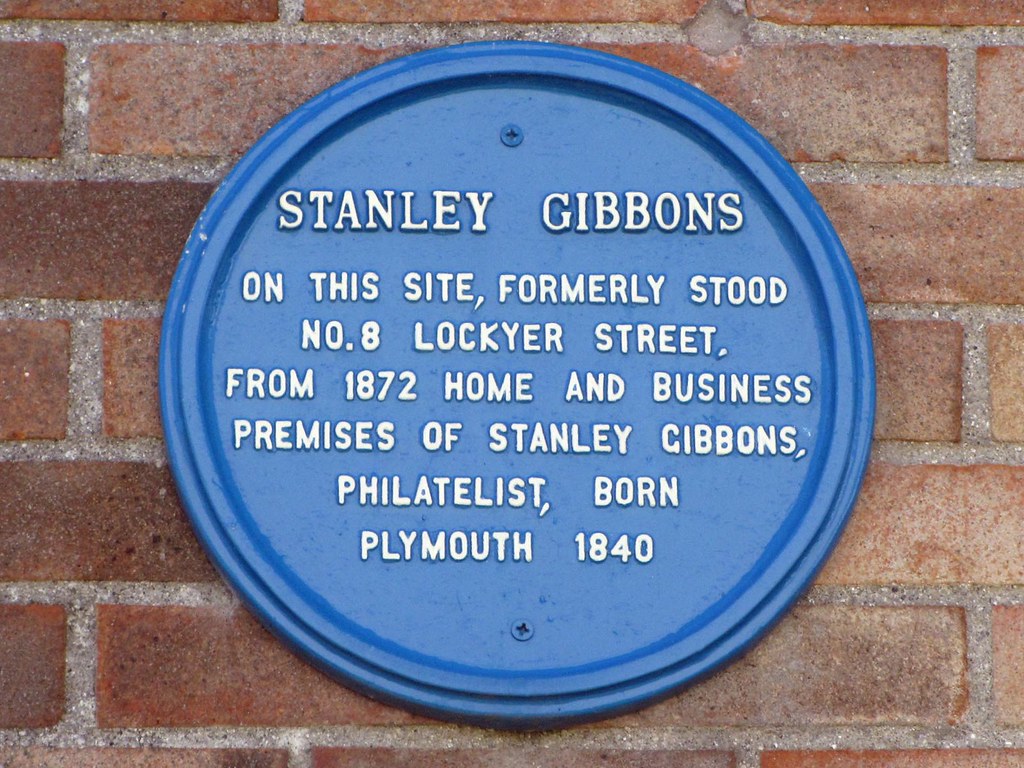 STANLEY GIBBONS
ON THIS SITE, FORMERLY STOOD
NO.8 LOCKYER STREET,
FROM 1872 HOME AND BUSINESS
PREMISES OF STANLEY GIBBONS,
PHILATELIST, BORN
PLYMOUTH 1840